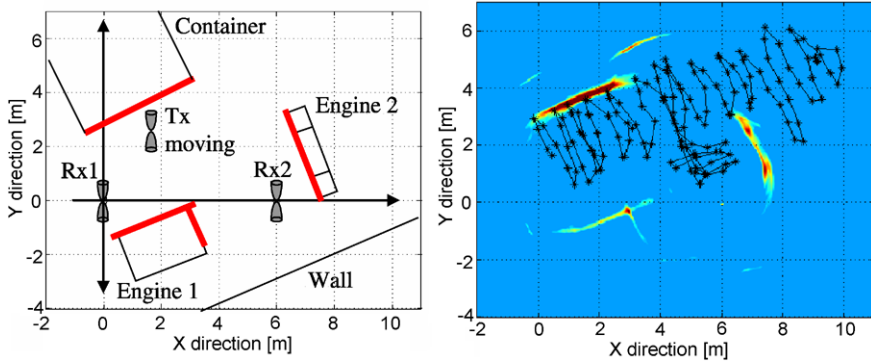 Container
Engine 2
Tx
moving
Rx1
Rx2
Engine 1
Wall
Y direction [m]
6
4
2
0
-2
-4
-2
0
2
4
6
8
10
X direction [m]
Y direction [m]
6
4
2
0
-2
-4
-2
0
2
4
6
8
10
X direction [m]